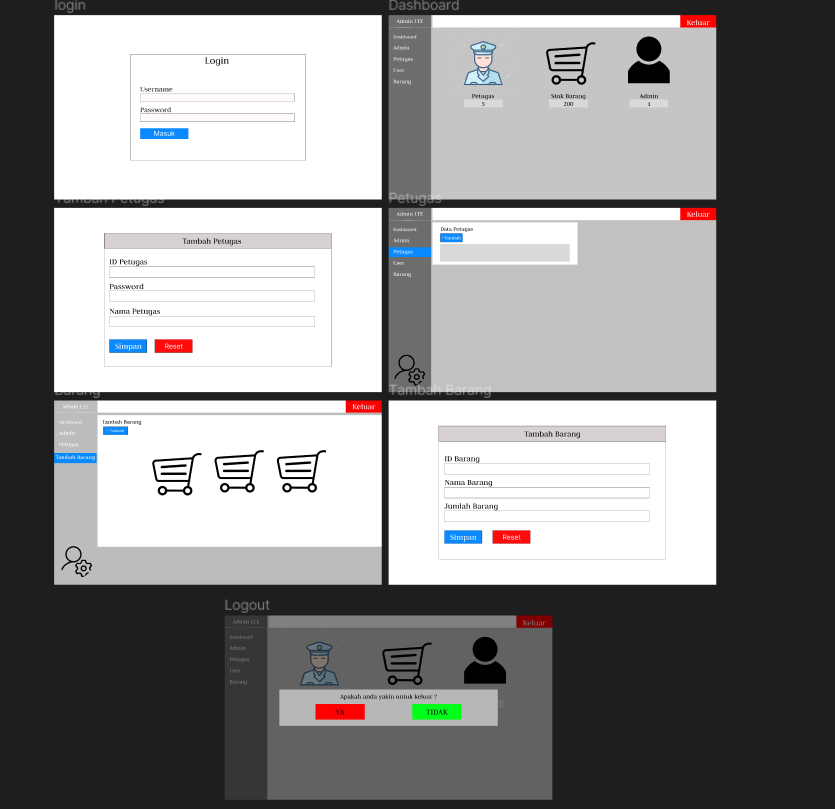 login
Login
Username
Password
Masuk
Dashboard
Admin LTE
Keluar
Dashboard
Admin
Petugas
User
Barang
Petugas
Stok Barang
Admin
3
200
1
Tambah Petugas
Tambah Petugas
ID Petugas
Password
Nama Petugas
Simpan
Reset
Petugas
Admin LTE
Keluar
Dashboard
Admin
Petugas
User
Barang
Data Petugas
+Tambah
Barang
Admin LTE
Keluar
Dashboard
Admin
Petugas
Tambah Barang
Tambah Barang
+Tambah
Tambah Barang
Tambah Barang
ID Barang
Nama Barang
Jumlah Barang
Simpan
Reset
Logout
Admin LTE
Keluar
Dashboard
Admin
Petugas
User
Barang
Apakah anda yakin untuk keluar ?
YA
TIDAK